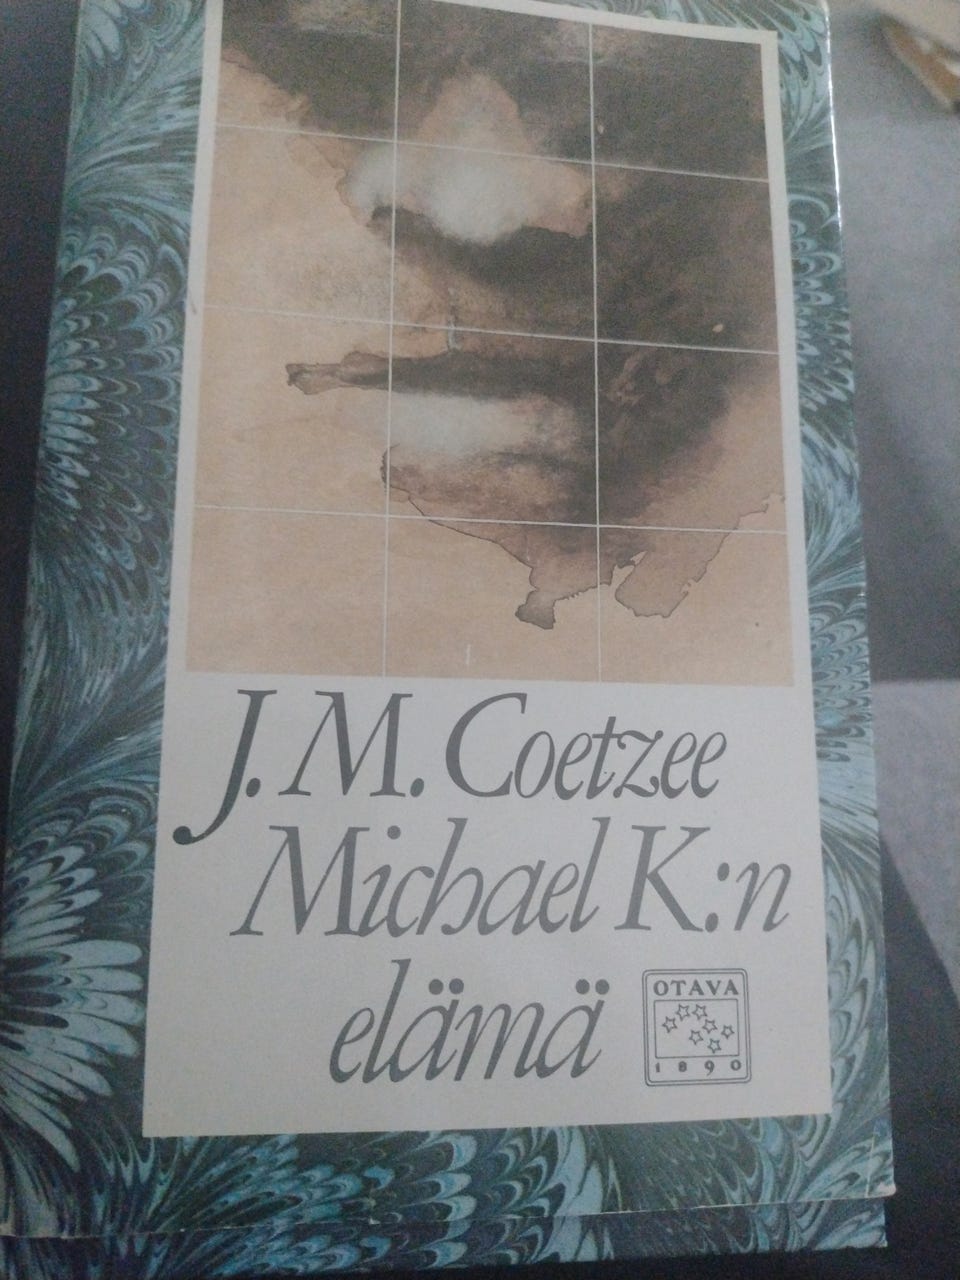 J. M. Coetzee
Michael K:n
elämä
OTAVA
1890